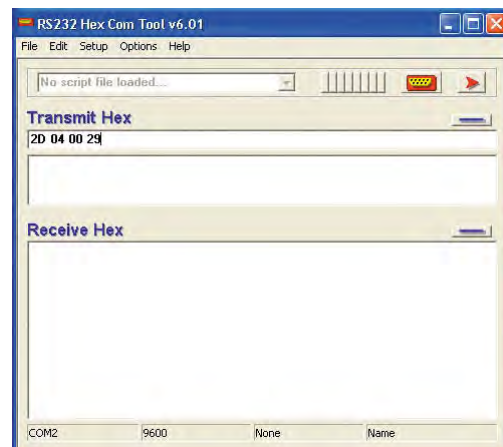 RS232 Hex Com Tool v6.01
File Edit Setup Options Help
No script file loaded...
Transmit Hex
2D 04 00 29
Receive Hex
COM2 9600 None Name